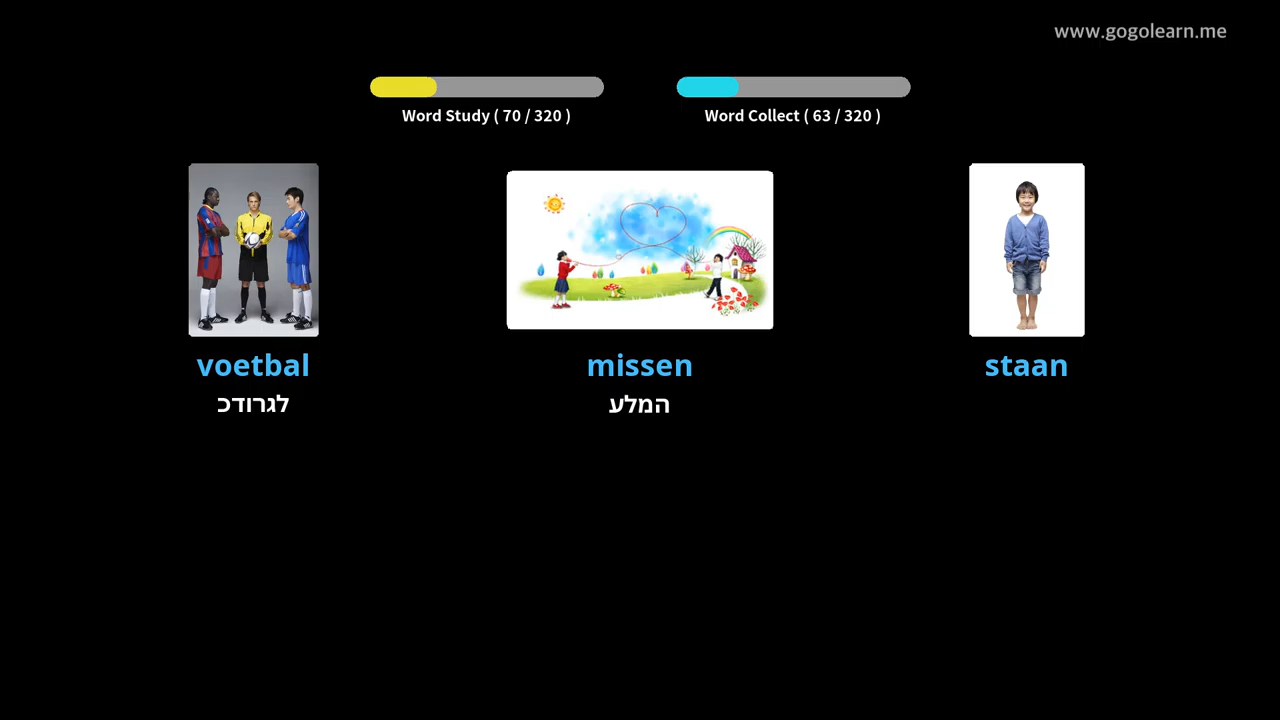 www.gogolearn.me
Word Study ( 70 / 320 )
Word Collect ( 63 / 320 )
voetbal
לגרודכ
missen
המלע
staan